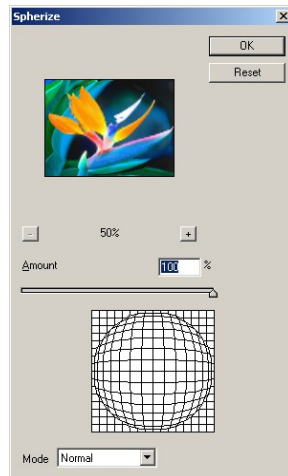 Spherize
OK
Reset
- 50% +
Amount 100 %
Mode Normal